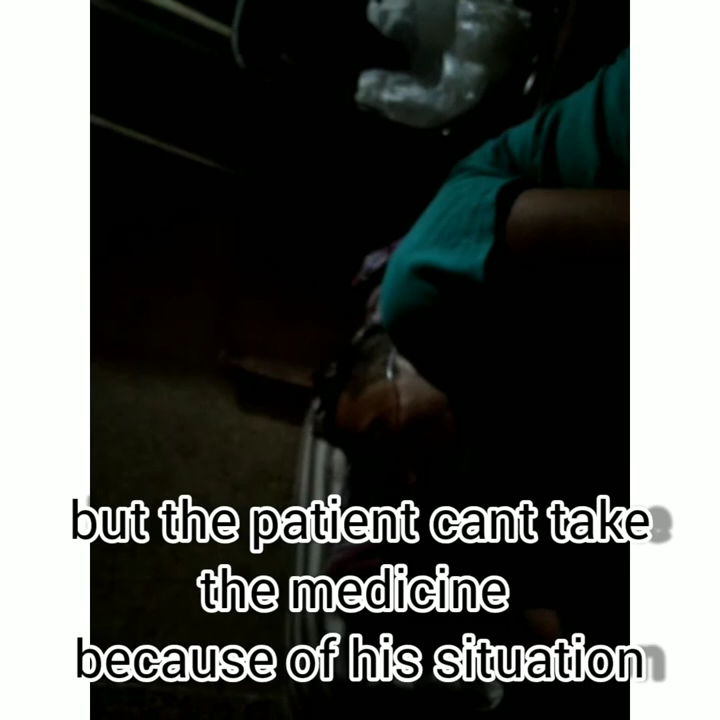 but the patient cant take
the medicine
because of his situation